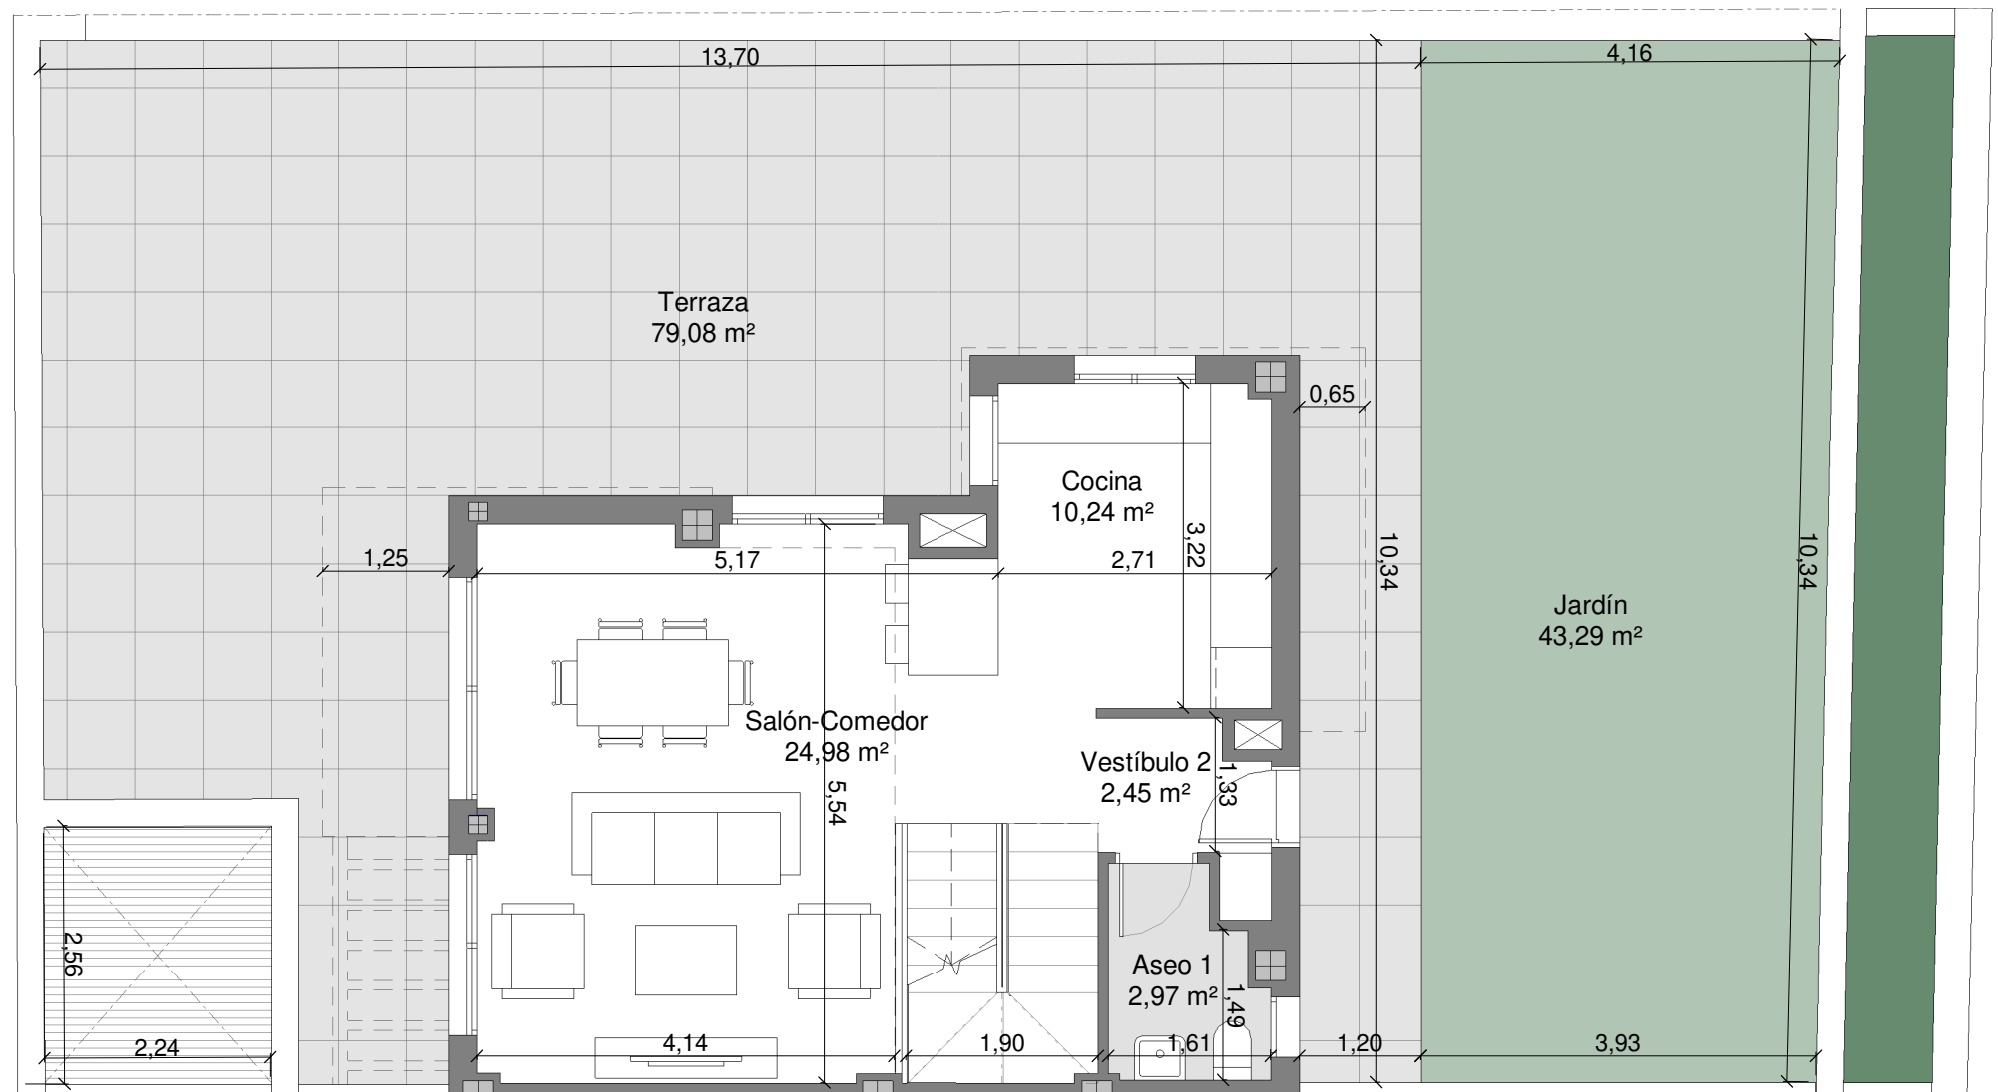 13,70
4,16
Terraza
79,08 m²
0,65
Cocina
10,24 m²
3,22
1,25
5,17
2,71
10,34
10,34
Jardín
43,29 m²
Salón-Comedor
24,98 m²
5,54
Vestíbulo 2
2,45 m²
1,33
2,56
Aseo 1
2,97 m²
1,49
2,24
4,14
1,90
1,61
1,20
3,93